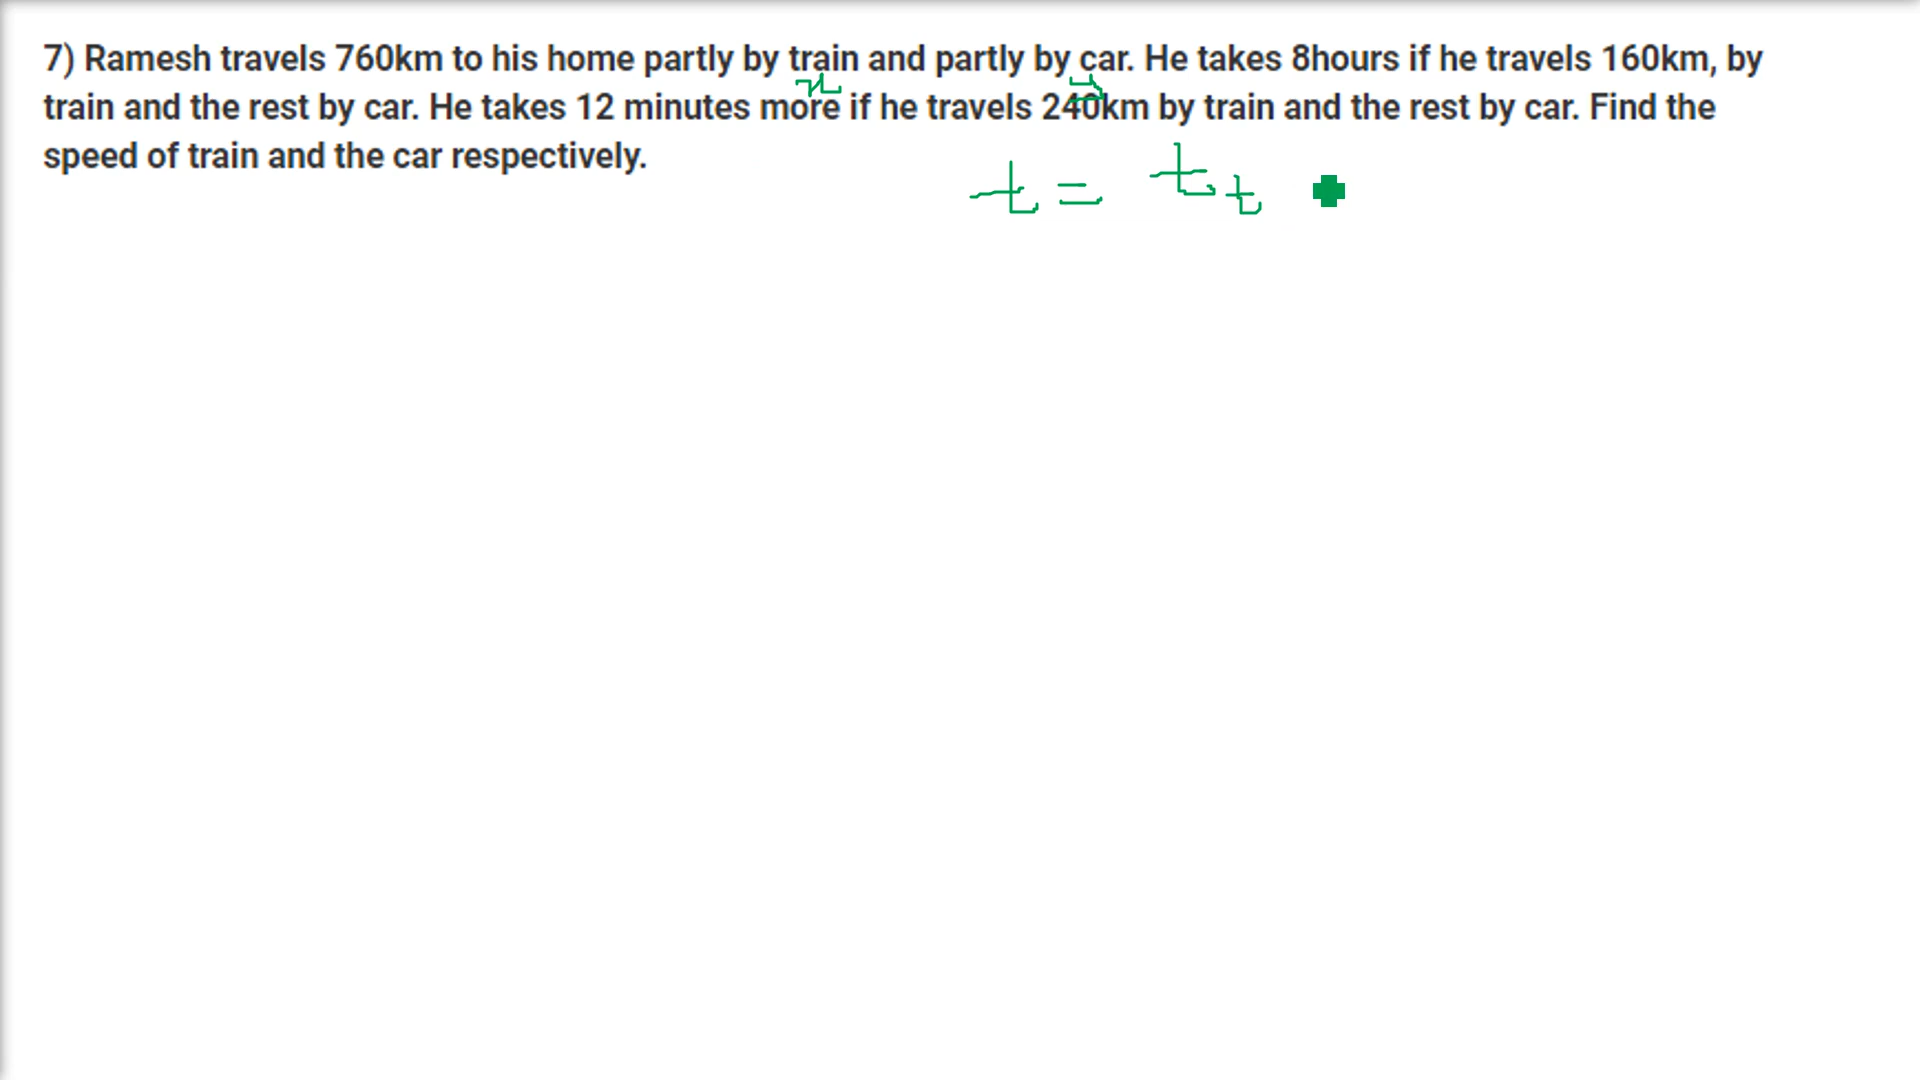 7) Ramesh travels 760km to his home partly by train and partly by car. He takes 8hours if he travels 160km, by
train and the rest by car. He takes 12 minutes more if he travels 240km by train and the rest by car. Find the
speed of train and the car respectively.
x
t = t t